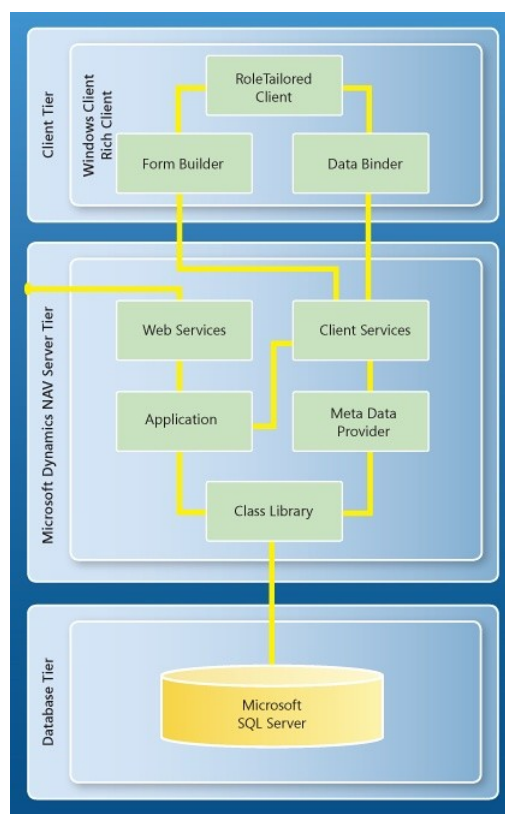 Client Tier
Windows Client
Rich Client
RoleTailored
Client
Form Builder
Data Binder
Microsoft Dynamics NAV Server Tier
Web Services
Client Services
Application
Meta Data
Provider
Class Library
Database Tier
Microsoft
SQL Server